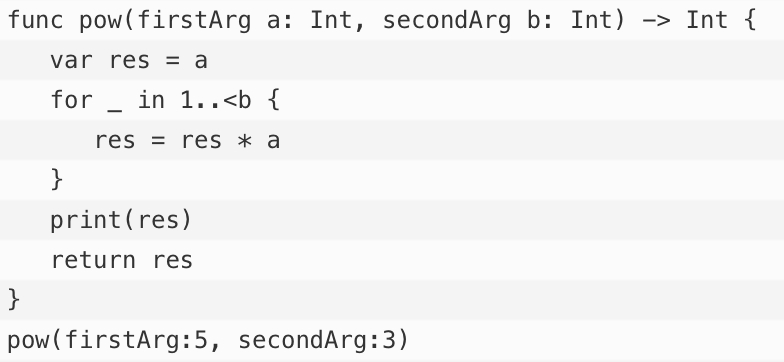 func pow(firstArg a: Int, secondArg b: Int) -> Int {
   var res = a
   for _ in 1..<b {
      res = res * a
   }
   print(res)
   return res
}
pow(firstArg:5, secondArg:3)